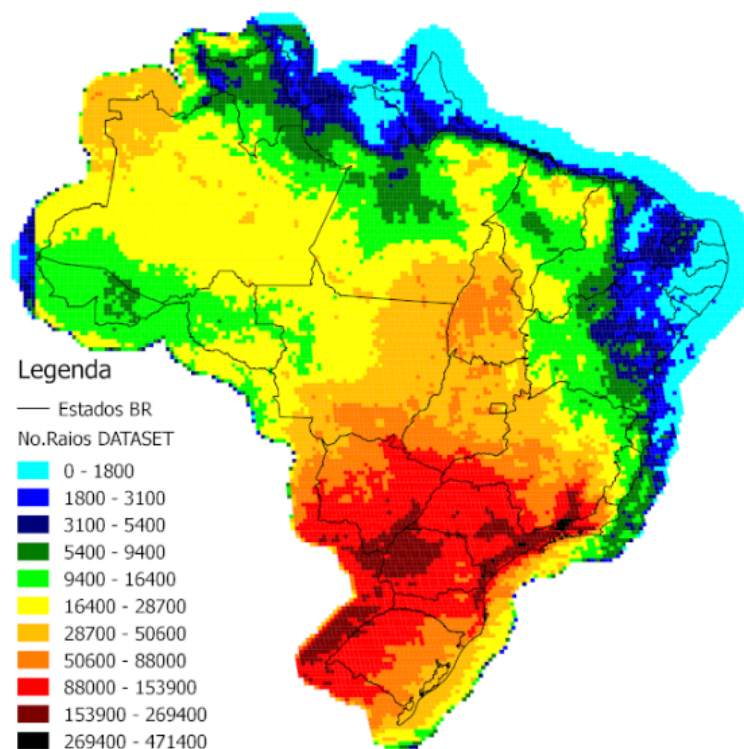 Legenda
Estados BR
No.Raios DATASET
0 - 1800
1800 - 3100
3100 - 5400
5400 - 9400
9400 - 16400
16400 - 28700
28700 - 50600
50600 - 88000
88000 - 153900
153900 - 269400
269400 - 471400